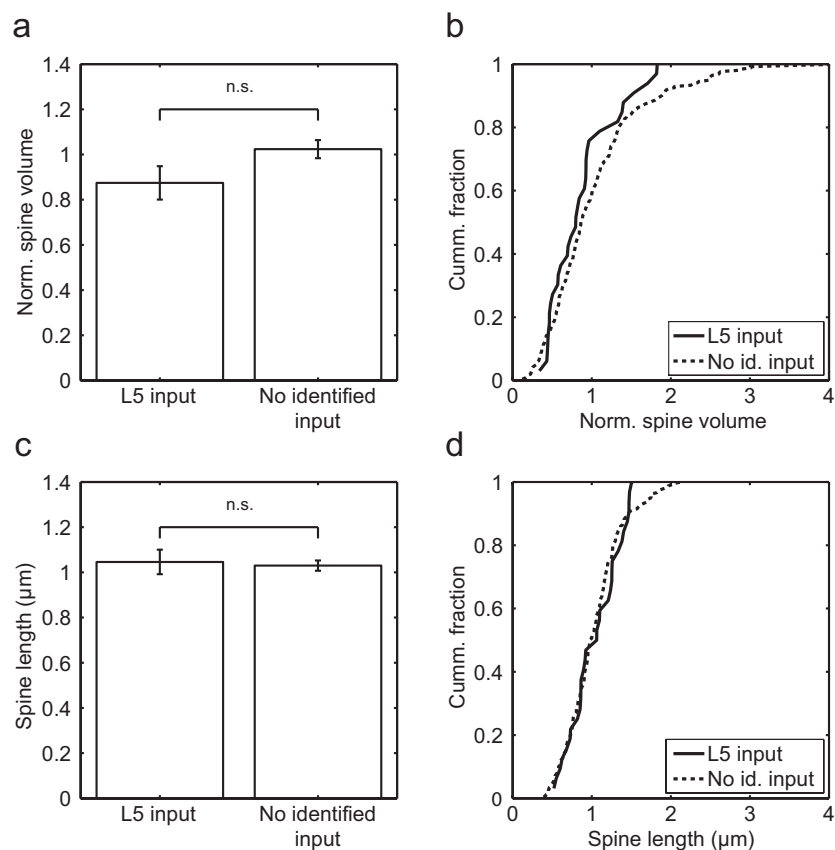 a
1.4
1.2
1
0.8
0.6
0.4
0.2
0
Norm. spine volume
n.s.
L5 input
No identified
input
b
1
0.8
0.6
0.4
0.2
0
Cumm. fraction
L5 input
No id. input
0 1 2 3 4
Norm. spine volume
c
1.4
1.2
1
0.8
0.6
0.4
0.2
0
Spine length (μm)
n.s.
L5 input
No identified
input
d
1
0.8
0.6
0.4
0.2
0
Cumm. fraction
L5 input
No id. input
0 1 2 3 4
Spine length (μm)